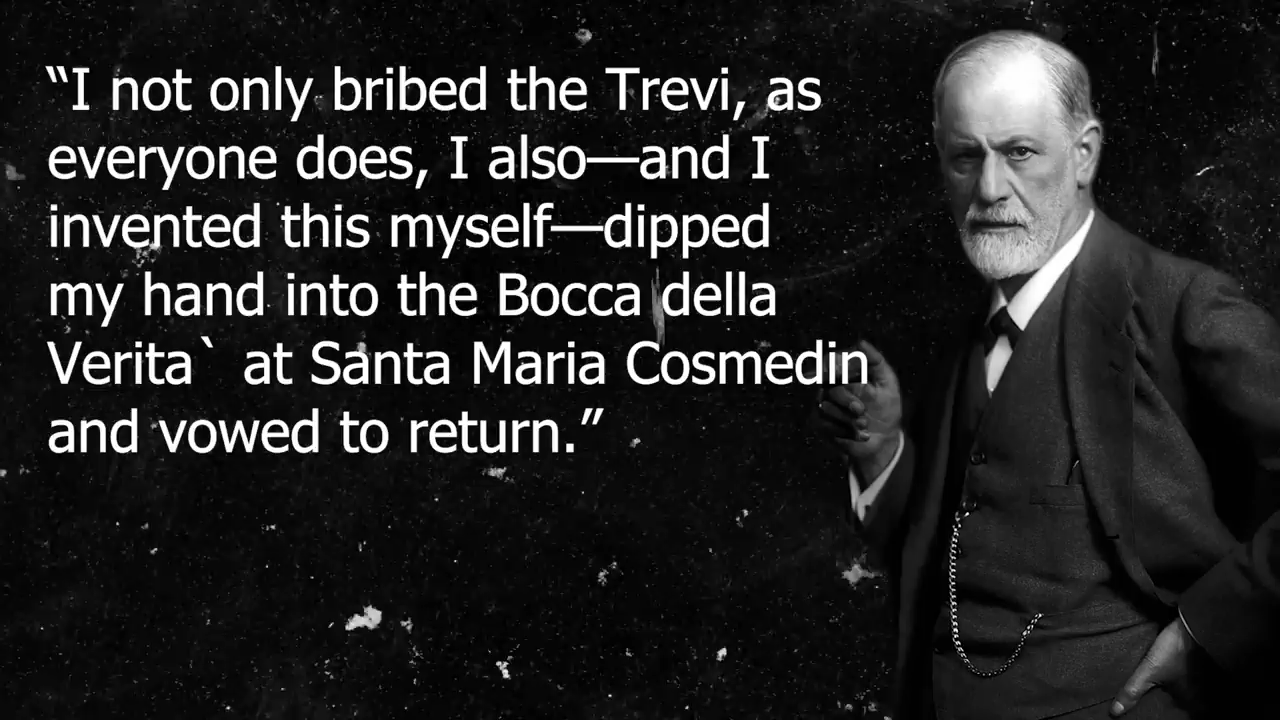 “I not only bribed the Trevi, as
everyone does, I also—and I
invented this myself—dipped
my hand into the Bocca della
Verita` at Santa Maria Cosmedin
and vowed to return.”